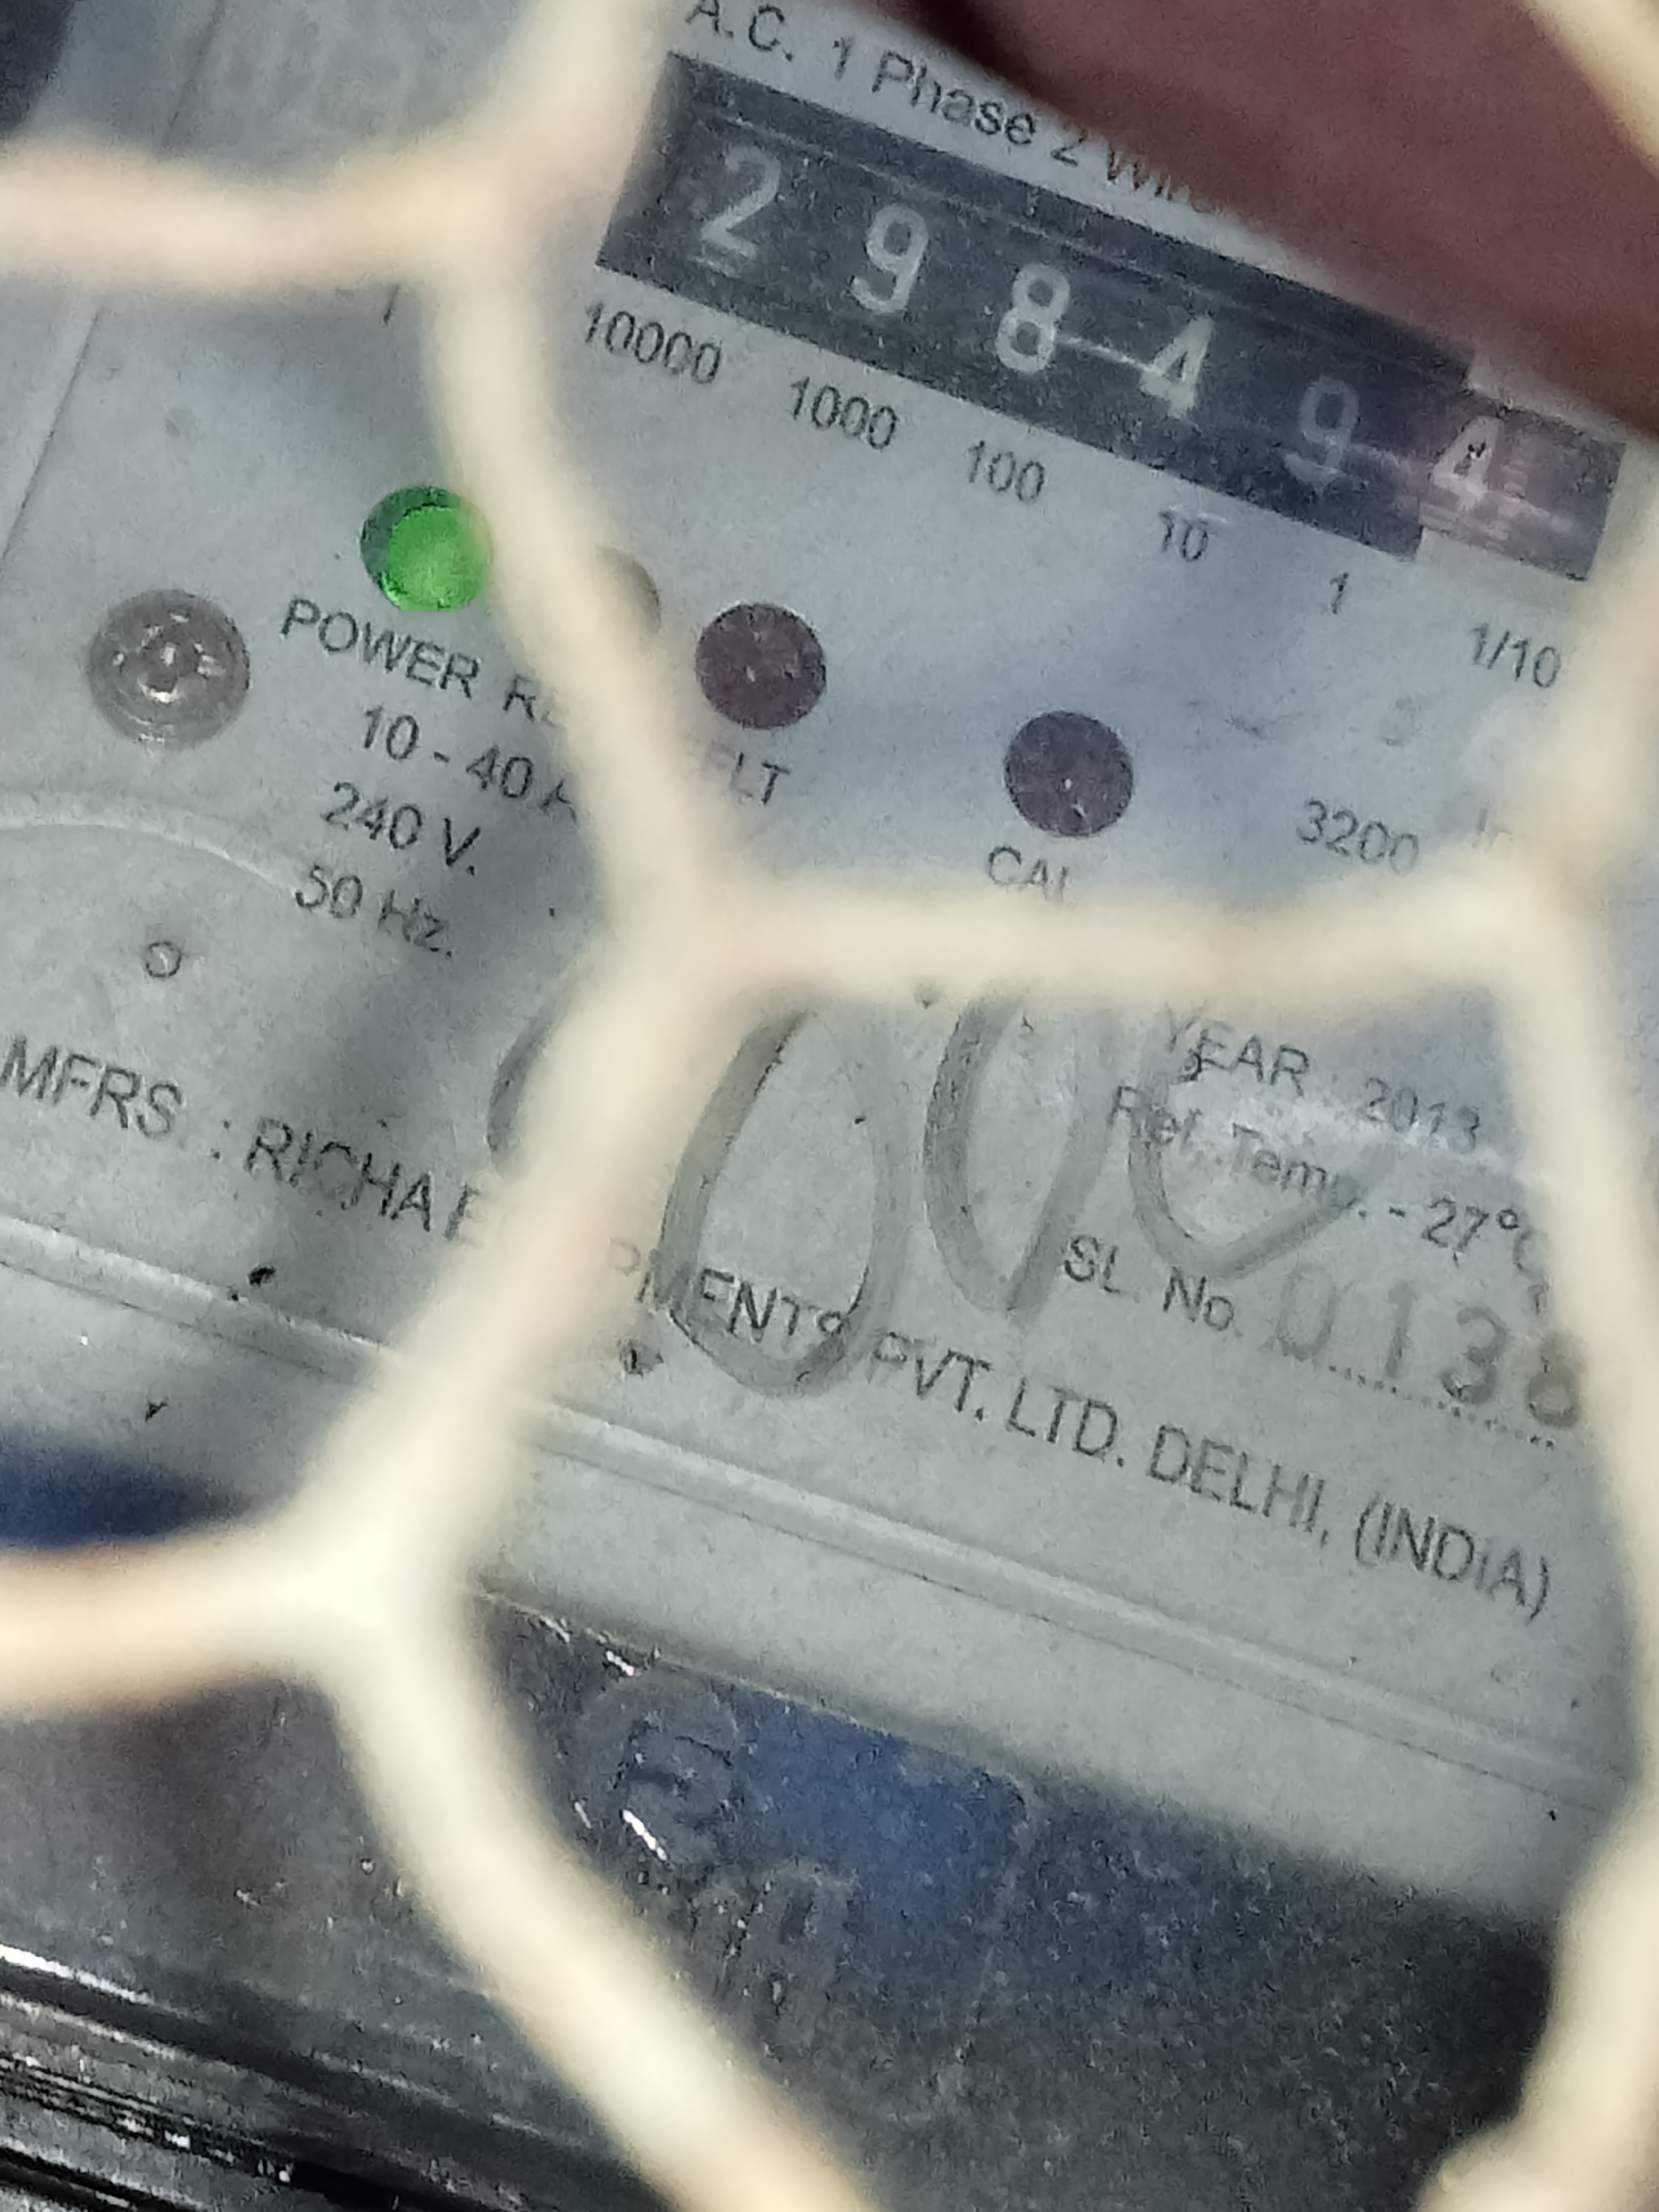 A.C. 1 Phase 2
2 9 8 4 9 4
10000 1000 100 10 1 1/10
POWER
10 - 40 A
240 V.
50 Hz.
CAL
3200
YEAR : 2013
Ref. Temp. - 27°C
SL. No. 0138
MFRS. : RICHA
PVT. LTD. DELHI, (INDIA)